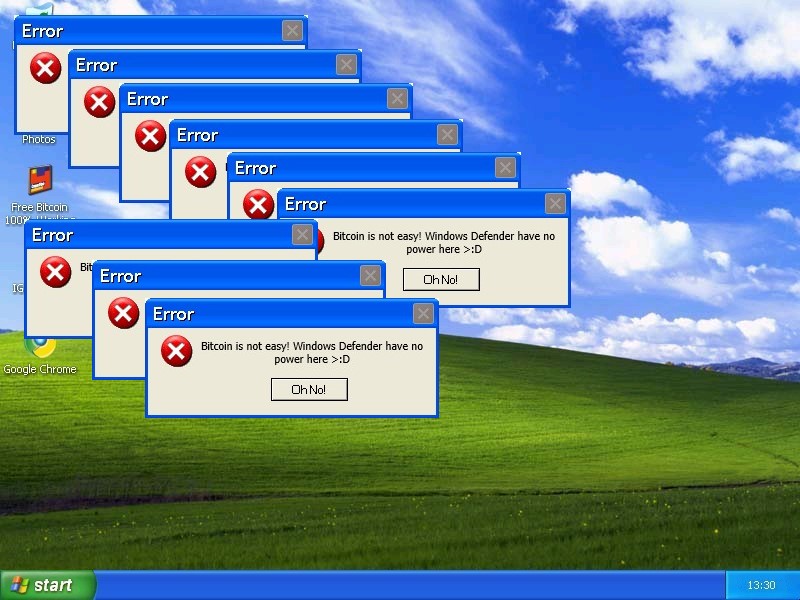 Error
Error
Error
Error
Error
Error
Bitcoin is not easy! Windows Defender have no
power here >:D
Oh No!
Photos
Free Bitcoin
100% Working
Error
Bit
Error
Error
Bitcoin is not easy! Windows Defender have no
power here >:D
Oh No!
IG
Google Chrome
start
13:30